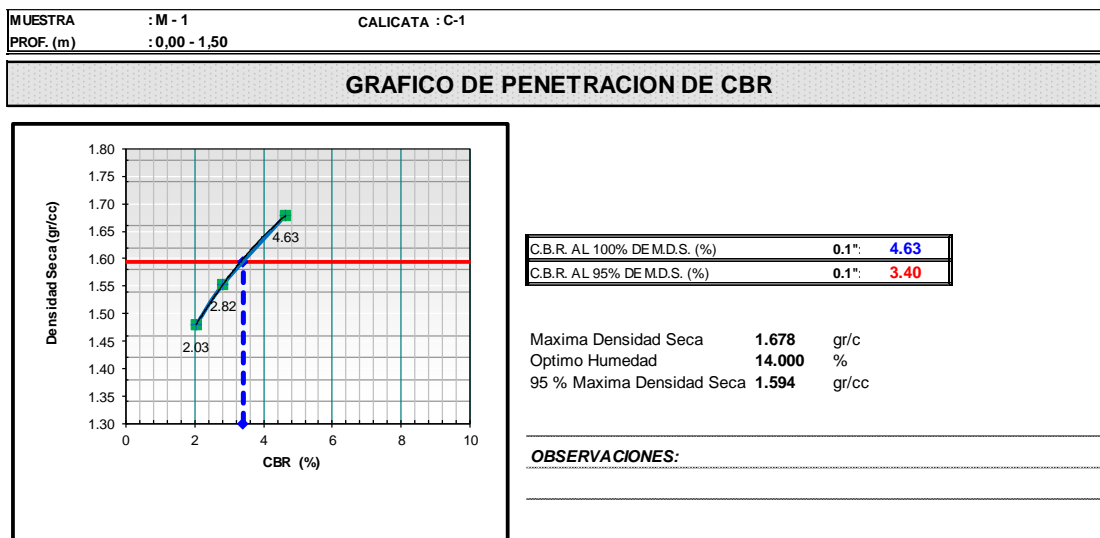 MUESTRA : M - 1 CALICATA : C-1
PROF. (m) : 0,00 - 1,50
GRAFICO DE PENETRACION DE CBR
1.80
1.75
1.70
1.65
1.60
1.55
1.50
1.45
1.40
1.35
1.30
Densidad Seca (gr/cc)
4.63
2.82
2.03
0 2 4 6 8 10
CBR (%)
C.B.R. AL 100% DE M.D.S. (%) 0.1": 4.63
C.B.R. AL 95% DE M.D.S. (%) 0.1": 3.40
Maxima Densidad Seca 1.678 gr/c
Optimo Humedad 14.000 %
95 % Maxima Densidad Seca 1.594 gr/cc
OBSERVACIONES: